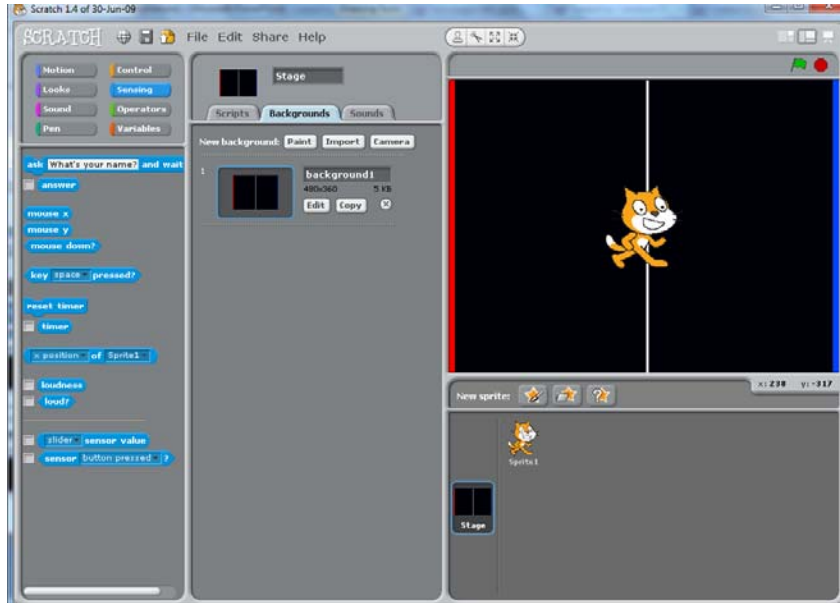 Scratch 1.4 of 30-Jun-09
SCRATCH File Edit Share Help
Motion Control
Looks Sensing
Sound Operators
Pen Variables
ask What's your name? and wait
answer
mouse x
mouse y
mouse down?
key space pressed?
reset timer
timer
x position of Sprite1
loudness
loud?
slider sensor value
sensor button pressed ?
Stage
Scripts Backgrounds Sounds
New background: Paint Import Camera
1 background1
480x360 5 KB
Edit Copy
x: 238 y: -317
New sprite:
Sprite1
Stage